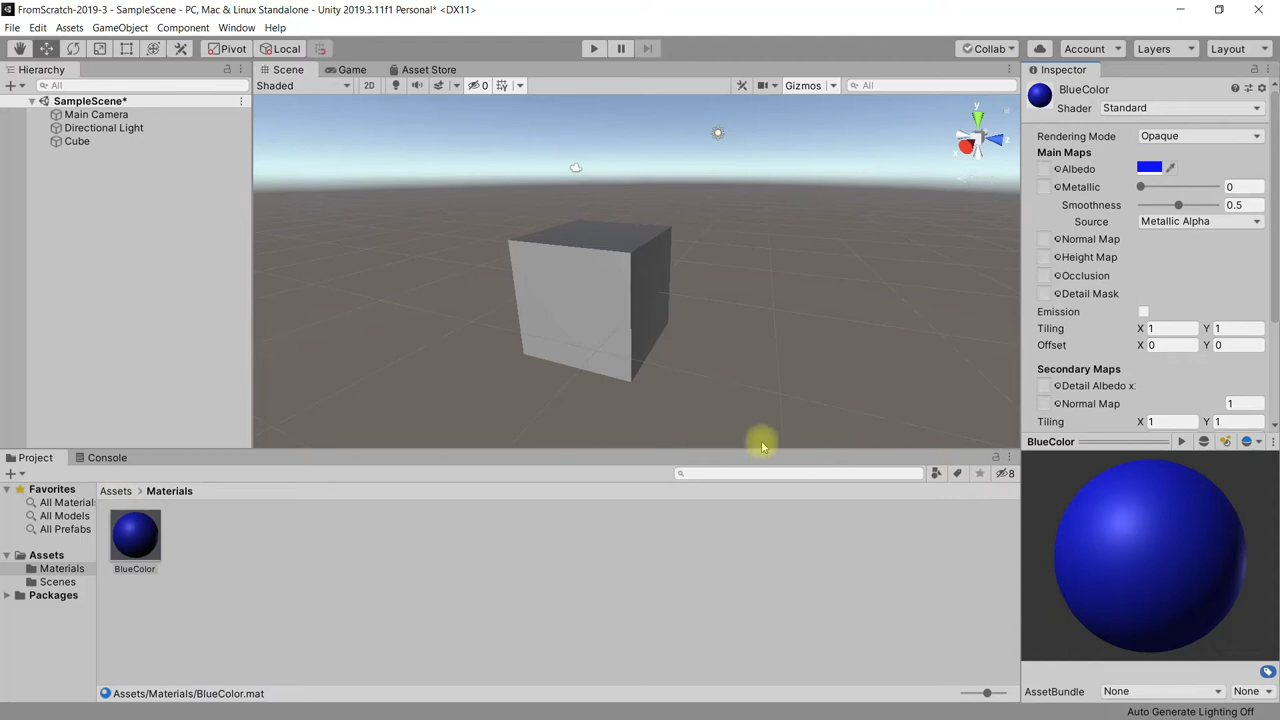 FromScratch-2019-3 - SampleScene - PC, Mac & Linux Standalone - Unity 2019.3.11f1 Personal* <DX11>
File Edit Assets GameObject Component Window Help
Pivot Local Collab Account Layers Layout
Hierarchy
All
SampleScene*
Main Camera
Directional Light
Cube
Scene Game Asset Store
Shaded 2D 0 Gizmos All
y
x z
Inspector
BlueColor
Shader Standard
Rendering Mode Opaque
Main Maps
Albedo
Metallic 0
Smoothness 0.5
Source Metallic Alpha
Normal Map
Height Map
Occlusion
Detail Mask
Emission
Tiling X 1 Y 1
Offset X 0 Y 0
Secondary Maps
Detail Albedo x
Normal Map 1
Tiling X 1 Y 1
BlueColor
AssetBundle None None
Auto Generate Lighting Off
Project Console
8
Favorites
All Material
All Models
All Prefabs
Assets
Materials
Scenes
Packages
Assets > Materials
BlueColor
Assets/Materials/BlueColor.mat